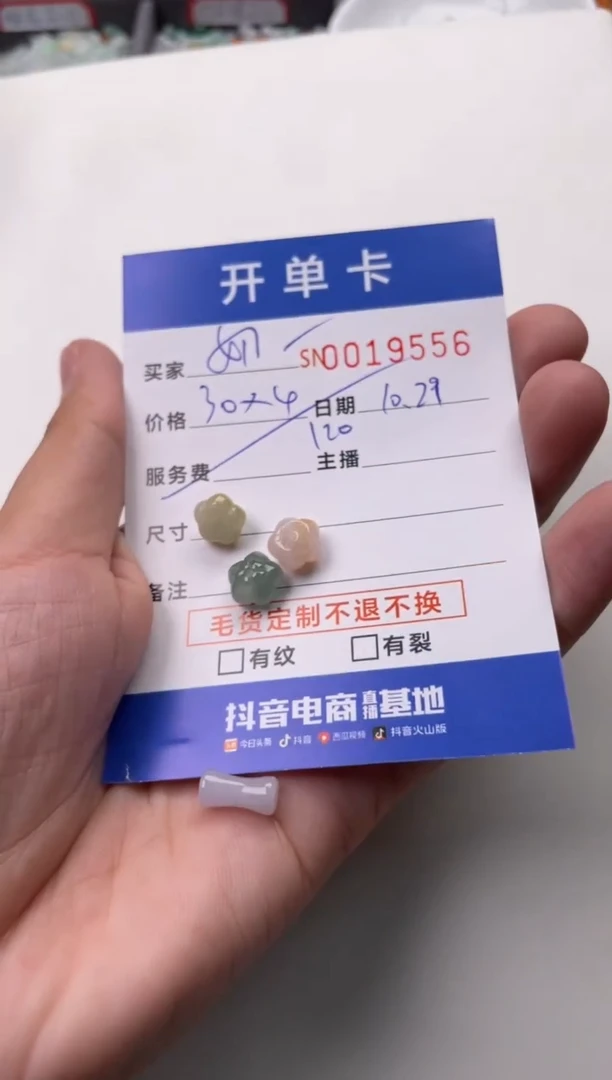 开单卡
买家 SN0019556
价格 30×4 日期 10.29
120
服务费 主播
尺寸
备注
毛货定制不退不换
有纹 有裂
抖音电商直播基地
今日头条 抖音 西瓜视频 抖音火山版